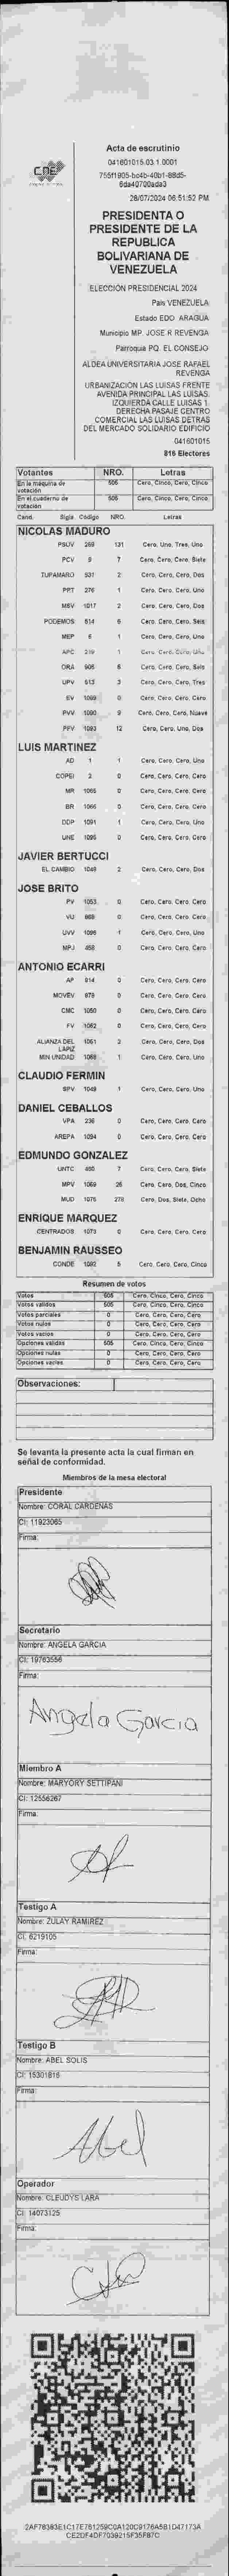 CNE
Acta de escrutinio
041601015.03.1.0001
28/07/2024 06:51:52 PM
PRESIDENTA O
PRESIDENTE DE LA
REPUBLICA
BOLIVARIANA DE
VENEZUELA
ELECCIÓN PRESIDENCIAL 2024
País VENEZUELA
Estado EDO. ARAGUA
Municipio MP. JOSE R REVENGA
Parroquia PQ. EL CONSEJO
ALDEA UNIVERSITARIA JOSE RAFAEL
REVENGA
URBANIZACIÓN LAS LUISAS FRENTE
AVENIDA PRINCIPAL LAS LUISAS.
IZQUIERDA CALLE LUISAS 1.
DERECHA PASAJE CENTRO
COMERCIAL LAS LUISAS DETRAS
DEL MERCADO SOLIDARIO EDIFICIO
041601015
816 Electores
Votantes NRO. Letras
En la máquina de votación 505 Cero, Cinco, Cero, Cinco
En el cuaderno de votación 505 Cero, Cinco, Cero, Cinco
Cand. Sigla Código NRO. Letras
NICOLAS MADURO
PSUV 269 131 Cero, Uno, Tres, Uno
PCV 9 7 Cero, Cero, Cero, Siete
TUPAMARO 937 2 Cero, Cero, Cero, Dos
PPT 276 1 Cero, Cero, Cero, Uno
MSV 1017 2 Cero, Cero, Cero, Dos
PODEMOS 614 6 Cero, Cero, Cero, Seis
MEP 6 1 Cero, Cero, Cero, Uno
APC 1 Cero, Cero, Cero, Uno
ORA 906 6 Cero, Cero, Cero, Seis
UPV 613 3 Cero, Cero, Cero, Tres
EV 1089 0 Cero, Cero, Cero, Cero
PVV 1090 9 Cero, Cero, Cero, Nueve
PFV 1093 12 Cero, Cero, Uno, Dos
LUIS MARTINEZ
AD 1 1 Cero, Cero, Cero, Uno
COPEI 2 0 Cero, Cero, Cero, Cero
MR 1065 0 Cero, Cero, Cero, Cero
BR 1066 0 Cero, Cero, Cero, Cero
DDP 1091 1 Cero, Cero, Cero, Uno
UNE 1095 0 Cero, Cero, Cero, Cero
JAVIER BERTUCCI
EL CAMBIO 1048 2 Cero, Cero, Cero, Dos
JOSE BRITO
PV 1053 0 Cero, Cero, Cero, Cero
VU 868 0 Cero, Cero, Cero, Cero
UVV 1096 1 Cero, Cero, Cero, Uno
MPJ 458 0 Cero, Cero, Cero, Cero
ANTONIO ECARRI
AP 814 0 Cero, Cero, Cero, Cero
MOVEV 878 0 Cero, Cero, Cero, Cero
CMC 1050 0 Cero, Cero, Cero, Cero
FV 1062 0 Cero, Cero, Cero, Cero
ALIANZA DEL LÁPIZ 1061 2 Cero, Cero, Cero, Dos
MIN UNIDAD 1068 1 Cero, Cero, Cero, Uno
CLAUDIO FERMIN
SPV 1049 1 Cero, Cero, Cero, Uno
DANIEL CEBALLOS
VPA 236 0 Cero, Cero, Cero, Cero
AREPA 1094 0 Cero, Cero, Cero, Cero
EDMUNDO GONZALEZ
UNTC 400 7 Cero, Cero, Cero, Siete
MPV 1069 25 Cero, Cero, Dos, Cinco
MUD 1076 278 Cero, Dos, Siete, Ocho
ENRIQUE MARQUEZ
CENTRADOS 1073 0 Cero, Cero, Cero, Cero
BENJAMIN RAUSSEO
CONDE 1092 5 Cero, Cero, Cero, Cinco
Resumen de votos
Votos 505 Cero, Cinco, Cero, Cinco
Votos válidos 505 Cero, Cinco, Cero, Cinco
Votos parciales 0 Cero, Cero, Cero, Cero
Votos nulos 0 Cero, Cero, Cero, Cero
Votos vacíos 0 Cero, Cero, Cero, Cero
Opciones válidas 505 Cero, Cinco, Cero, Cinco
Opciones nulas 0 Cero, Cero, Cero, Cero
Opciones vacías 0 Cero, Cero, Cero, Cero
Observaciones:
Se levanta la presente acta la cual firman en
señal de conformidad.
Miembros de la mesa electoral
Presidente
Nombre: CORAL CARDENAS
CI: 11923065
Firma:
Secretario
Nombre: ANGELA GARCIA
CI: 19763556
Firma:
Angela Garcia
Miembro A
Nombre: MARYORY SETTIPANI
CI: 12556267
Firma:
Testigo A
Nombre: ZULAY RAMIREZ
CI: 6219105
Firma:
Testigo B
Nombre: ABEL SOLIS
CI: 15301816
Firma:
Abel
Operador
Nombre: CLEUDYS LARA
CI: 14073125
Firma: